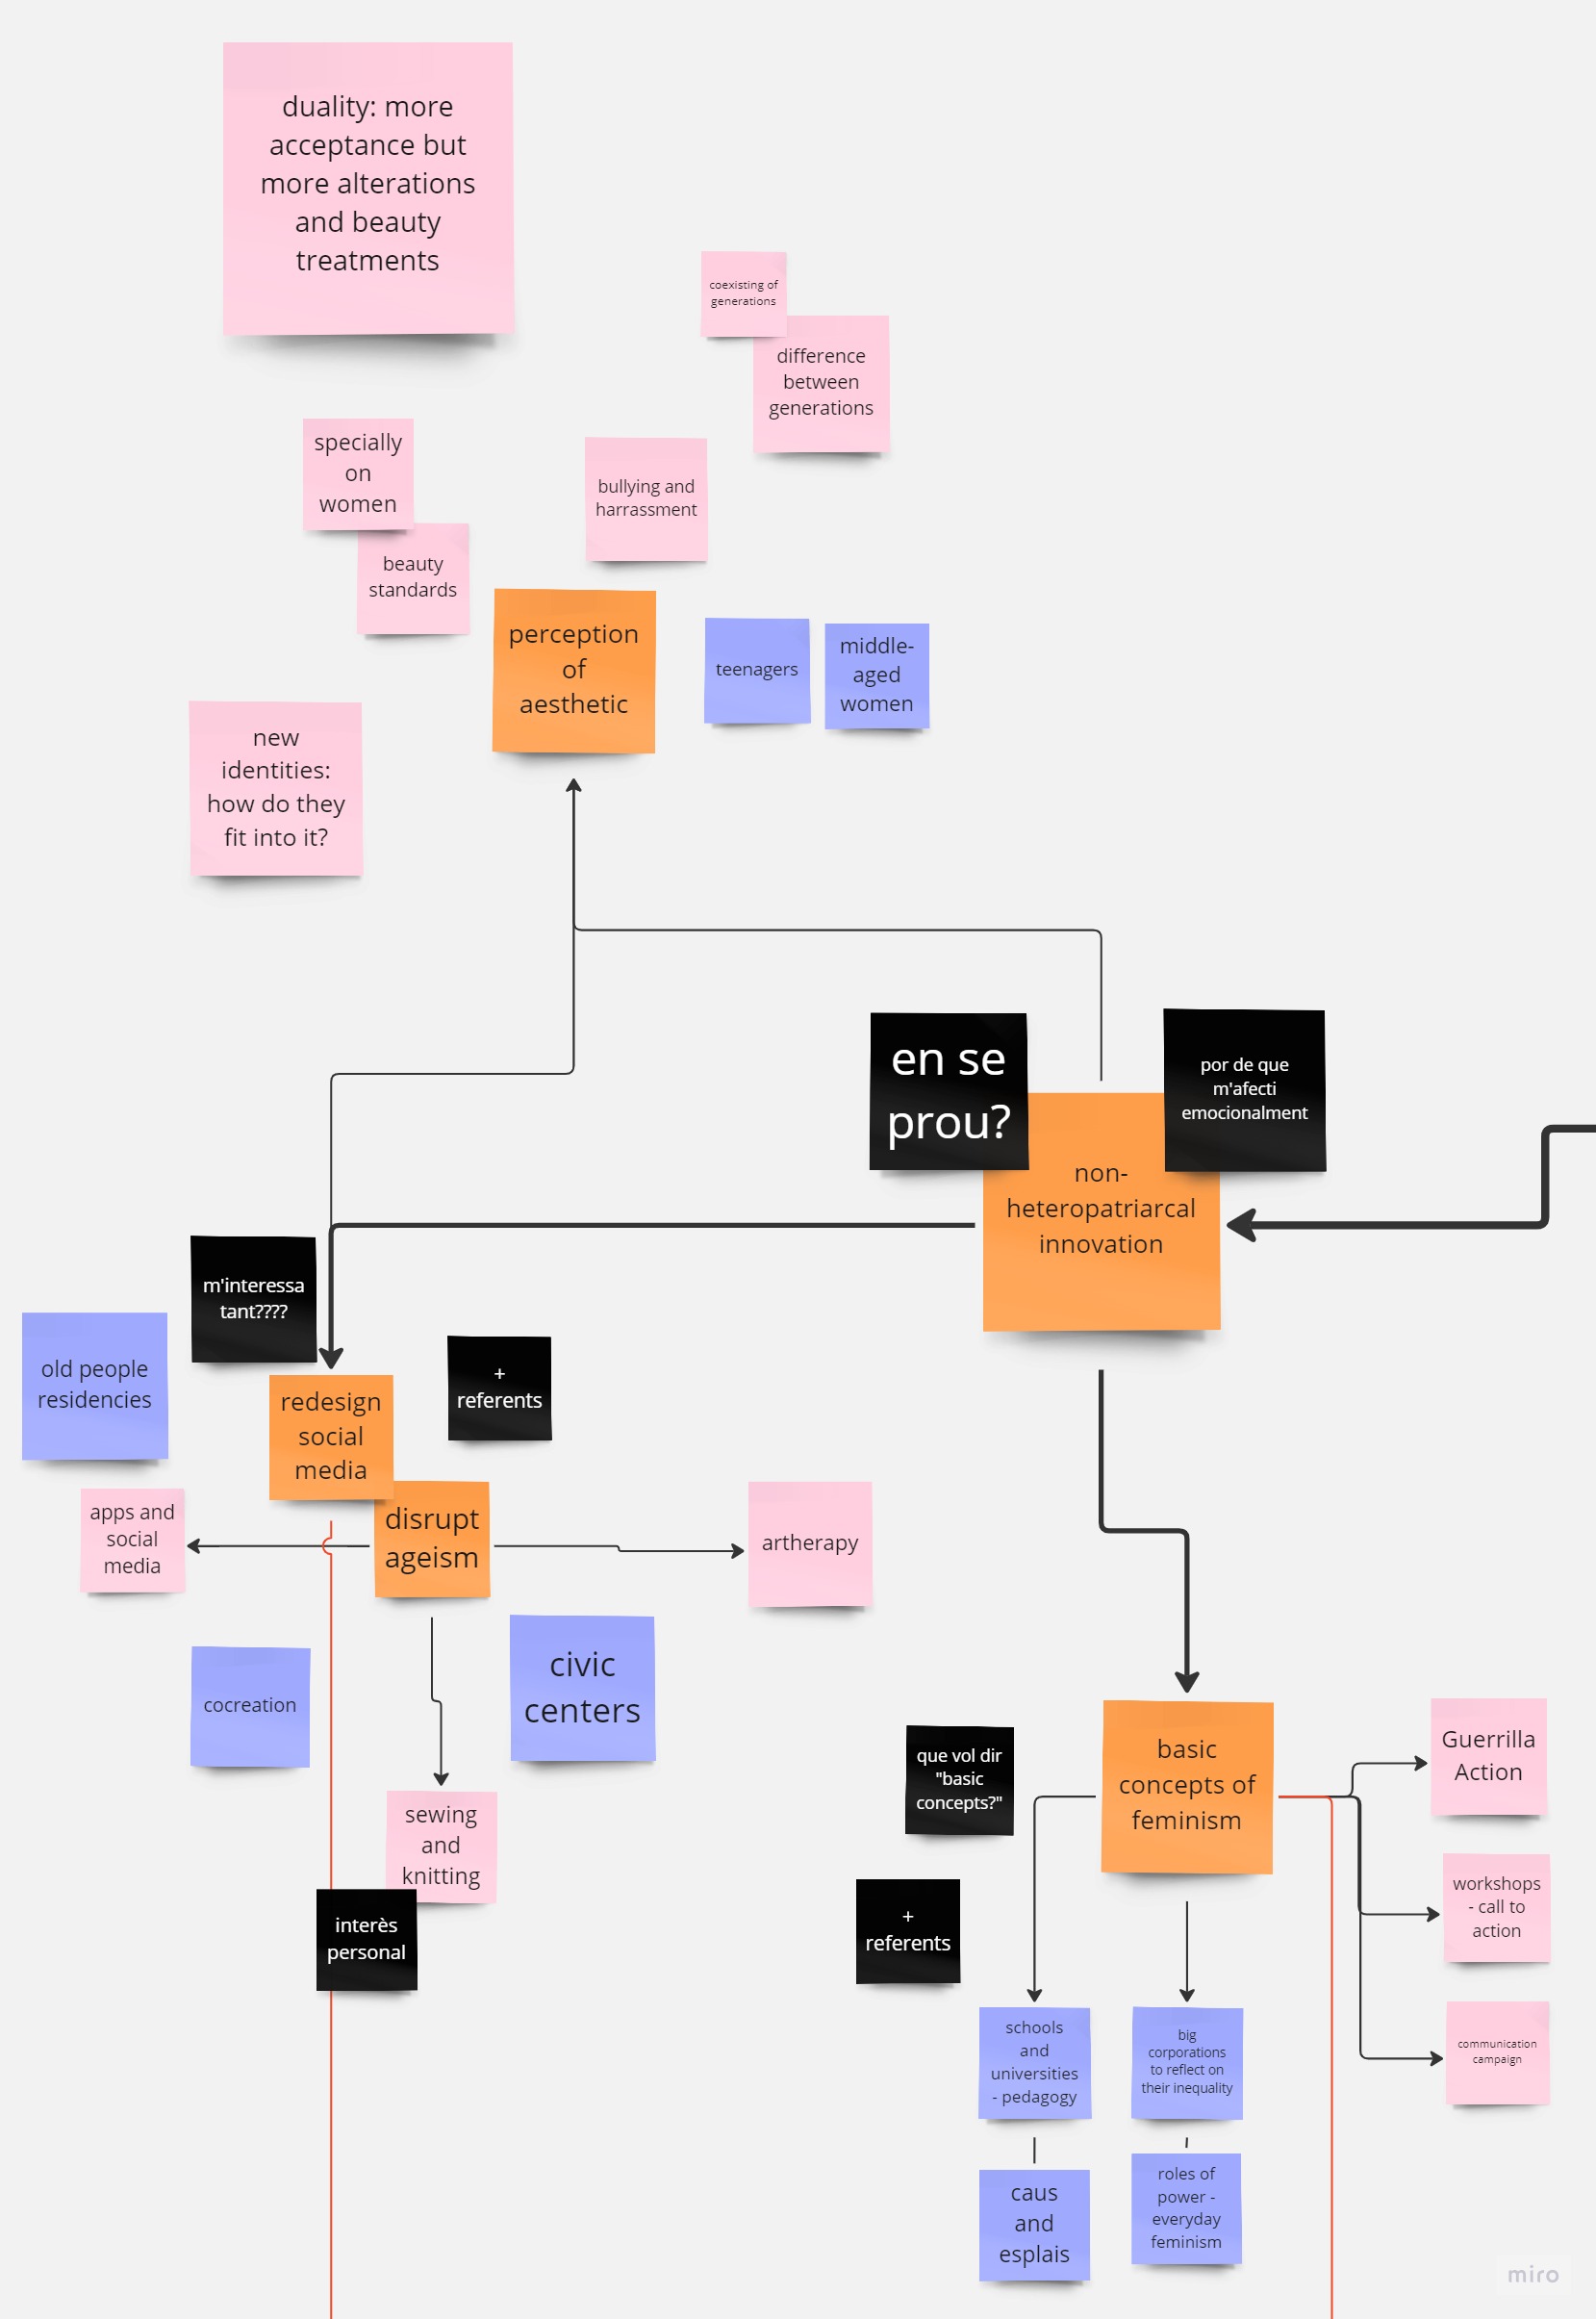 duality: more
acceptance but
more alterations
and beauty
treatments
coexisting of
generations
difference
between
generations
specially
on
women
beauty
standards
bullying and
harrassment
perception
of
aesthetic
teenagers
middle-
aged
women
new
identities:
how do they
fit into it?
en se
prou?
por de que
m'afecti
emocionalment
non-
heteropatriarcal
innovation
m'interessa
tant????
old people
residencies
redesign
social
media
+
referents
apps and
social
media
disrupt
ageism
artherapy
cocreation
civic
centers
sewing
and
knitting
interès
personal
que vol dir
"basic
concepts?"
basic
concepts of
feminism
Guerrilla
Action
workshops
- call to
action
communication
campaign
+
referents
schools
and
universities
- pedagogy
big
corporations
to reflect on
their inequality
caus
and
esplais
roles of
power -
everyday
feminism
miro